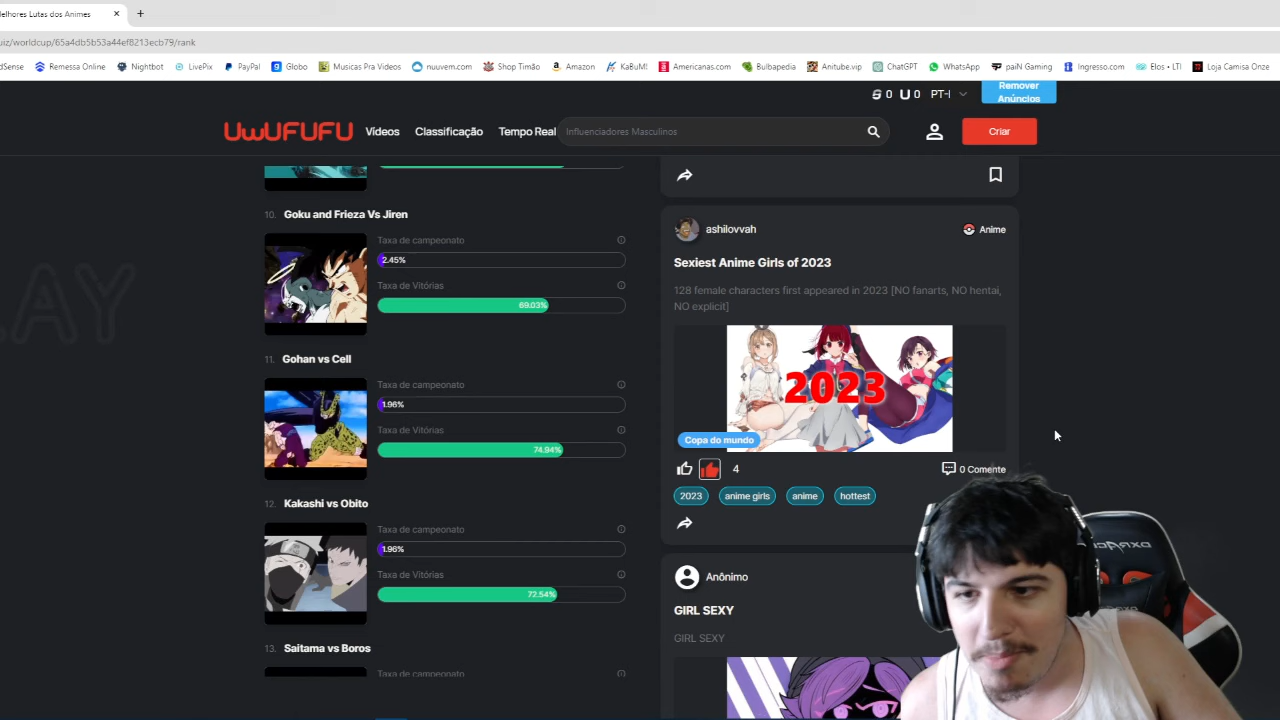 elhores Lutas dos Animes
uiz/worldcup/65a4db5b53a44ef8213ecb79/rank
dSense Remessa Online Nightbot LivePix PayPal Globo Musicas Pra Videos nuuvem.com Shop Timão Amazon KaBuM! Americanas.com Bulbapedia Anitube.vip ChatGPT WhatsApp paiN Gaming Ingresso.com Elos • LTI Loja Camisa Onze
0 0 PT-I
Remover
Anúncios
UwUFUFU Vídeos Classificação Tempo Real Influenciadores Masculinos Criar
LAY
10. Goku and Frieza Vs Jiren
Taxa de campeonato
2.45%
Taxa de Vitórias
69.03%
11. Gohan vs Cell
Taxa de campeonato
1.96%
Taxa de Vitórias
74.94%
12. Kakashi vs Obito
Taxa de campeonato
1.96%
Taxa de Vitórias
72.54%
13. Saitama vs Boros
Taxa de campeonato
ashilovvah Anime
Sexiest Anime Girls of 2023
128 female characters first appeared in 2023 [NO fanarts, NO hentai,
NO explicit]
2023
Copa do mundo
4 0 Comente
2023 anime girls anime hottest
Anônimo
GIRL SEXY
GIRL SEXY
DXRACER